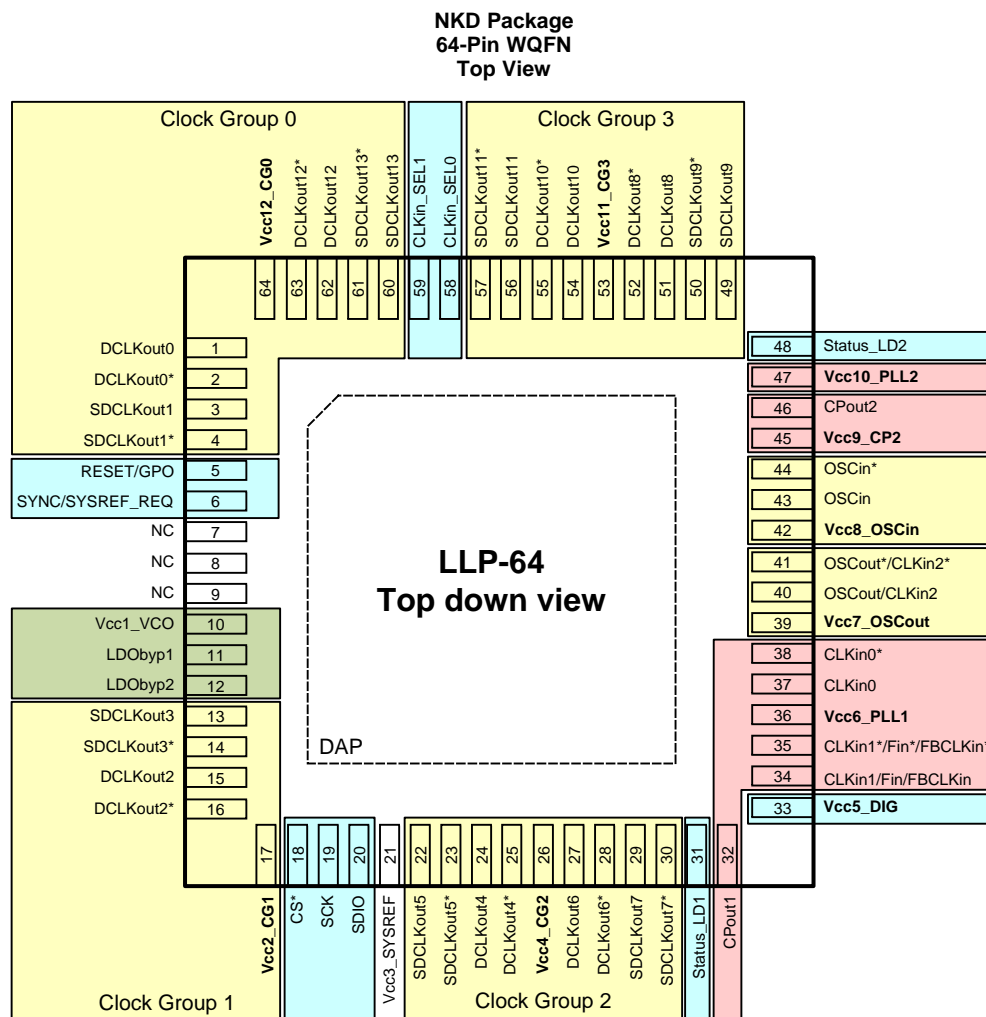 NKD Package
64-Pin WQFN
Top View
Clock Group 0
Clock Group 3
Vcc12_CG0
DCLKout12*
DCLKout12
SDCLKout13*
SDCLKout13
CLKin_SEL1
CLKin_SEL0
SDCLKout11*
SDCLKout11
DCLKout10*
DCLKout10
Vcc11_CG3
DCLKout8*
DCLKout8
SDCLKout9*
SDCLKout9
64
63
62
61
60
59
58
57
56
55
54
53
52
51
50
49
DCLKout0 1
DCLKout0* 2
SDCLKout1 3
SDCLKout1* 4
RESET/GPO 5
SYNC/SYSREF_REQ 6
NC 7
NC 8
NC 9
Vcc1_VCO 10
LDObyp1 11
LDObyp2 12
SDCLKout3 13
SDCLKout3* 14
DCLKout2 15
DCLKout2* 16
LLP-64
Top down view
DAP
48 Status_LD2
47 Vcc10_PLL2
46 CPout2
45 Vcc9_CP2
44 OSCin*
43 OSCin
42 Vcc8_OSCin
41 OSCout*/CLKin2*
40 OSCout/CLKin2
39 Vcc7_OSCout
38 CLKin0*
37 CLKin0
36 Vcc6_PLL1
35 CLKin1*/Fin*/FBCLKin*
34 CLKin1/Fin/FBCLKin
33 Vcc5_DIG
17
18
19
20
21
22
23
24
25
26
27
28
29
30
31
32
Vcc2_CG1
CS*
SCK
SDIO
Vcc3_SYSREF
SDCLKout5
SDCLKout5*
DCLKout4
DCLKout4*
Vcc4_CG2
DCLKout6
DCLKout6*
SDCLKout7
SDCLKout7*
Status_LD1
CPout1
Clock Group 1
Clock Group 2